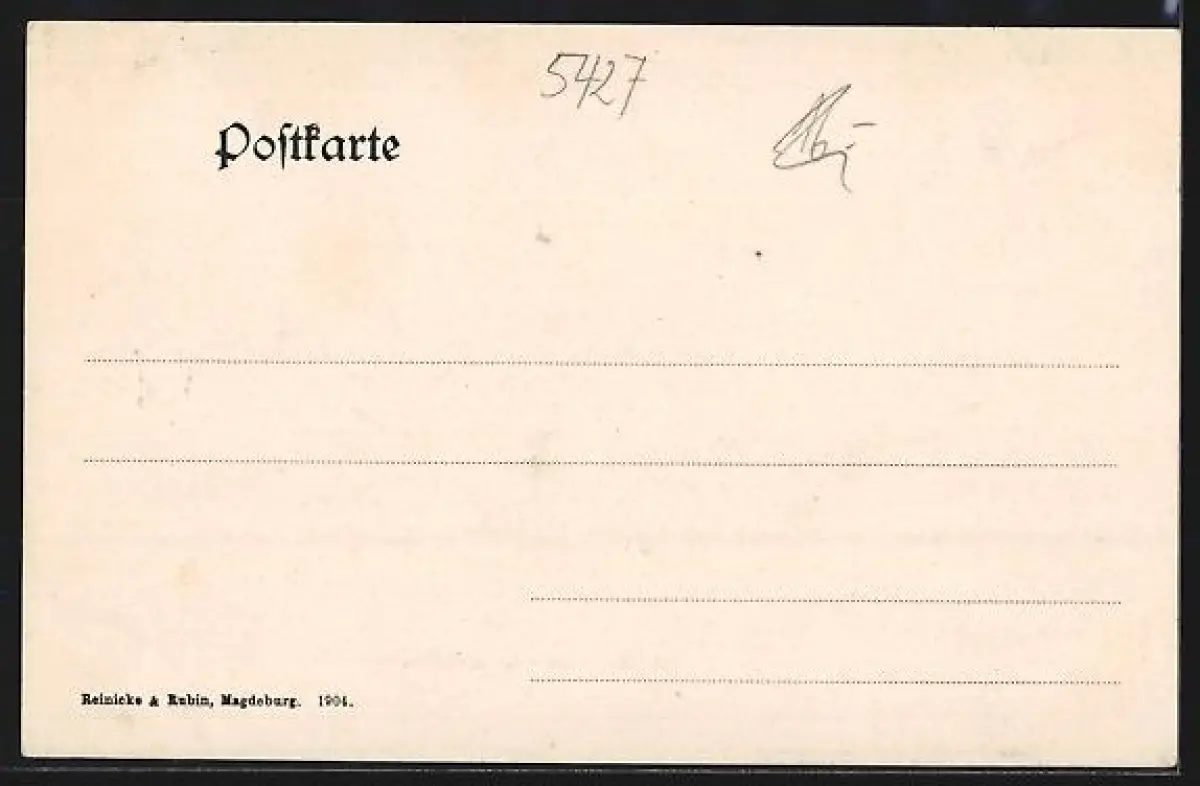 5427
Postkarte
Reinicke & Rubin, Magdeburg. 1904.